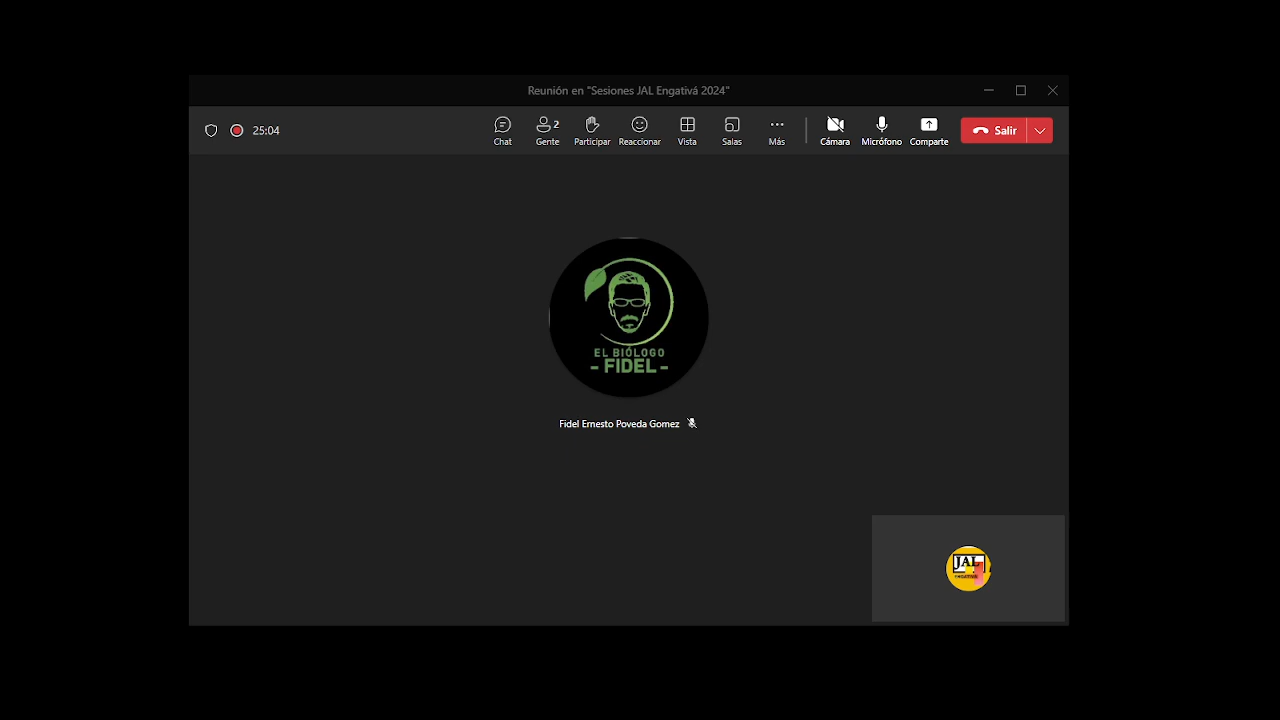 Reunión en "Sesiones JAL Engativá 2024"
25:04
Chat
2
Gente
Participar
Reaccionar
Vista
Salas
Más
Cámara
Micrófono
Comparte
Salir
EL BIÓLOGO
- FIDEL -
Fidel Ernesto Poveda Gomez
JAL